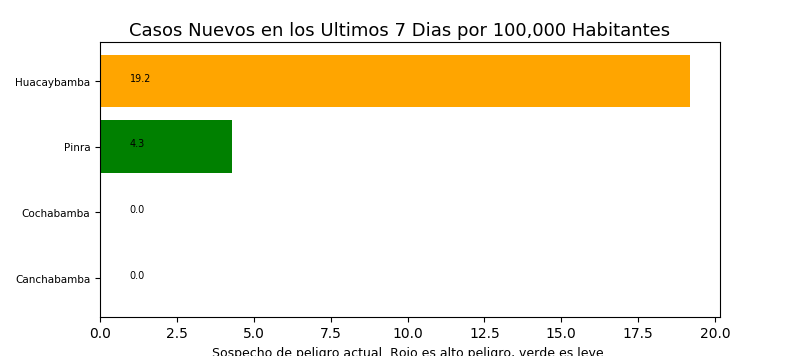 Casos Nuevos en los Ultimos 7 Dias por 100,000 Habitantes
Huacaybamba 19.2
Pinra 4.3
Cochabamba 0.0
Canchabamba 0.0
0.0 2.5 5.0 7.5 10.0 12.5 15.0 17.5 20.0
Sospecho de peligro actual. Rojo es alto peligro, verde es leve